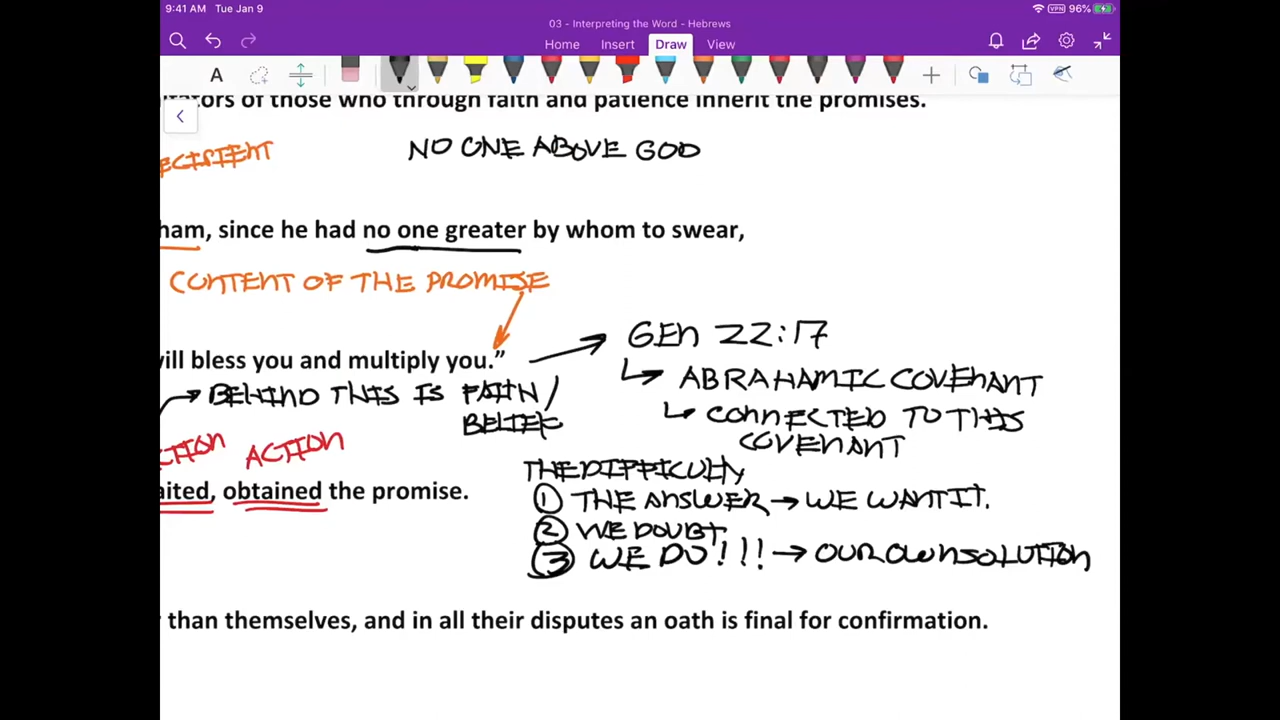 9:41 AM Tue Jan 9
VPN 96%
03 - Interpreting the Word - Hebrews
Home Insert Draw View
A
tators of those who through faith and patience inherit the promises.
ECIPIENT
NO ONE ABOVE GOD
ham, since he had no one greater by whom to swear,
CONTENT OF THE PROMISE
GEN 22:17
will bless you and multiply you.”
ABRAHAMIC COVENANT
BEHIND THIS IS FAITH/
BELIEF
CONNECTED TO THIS
COVENANT
CTION ACTION
THE DIFFICULTY
aited, obtained the promise.
1 THE ANSWER → WE WANT IT.
2 WE DOUBT
3 WE DO!!! → OUR OWN SOLUTION
r than themselves, and in all their disputes an oath is final for confirmation.